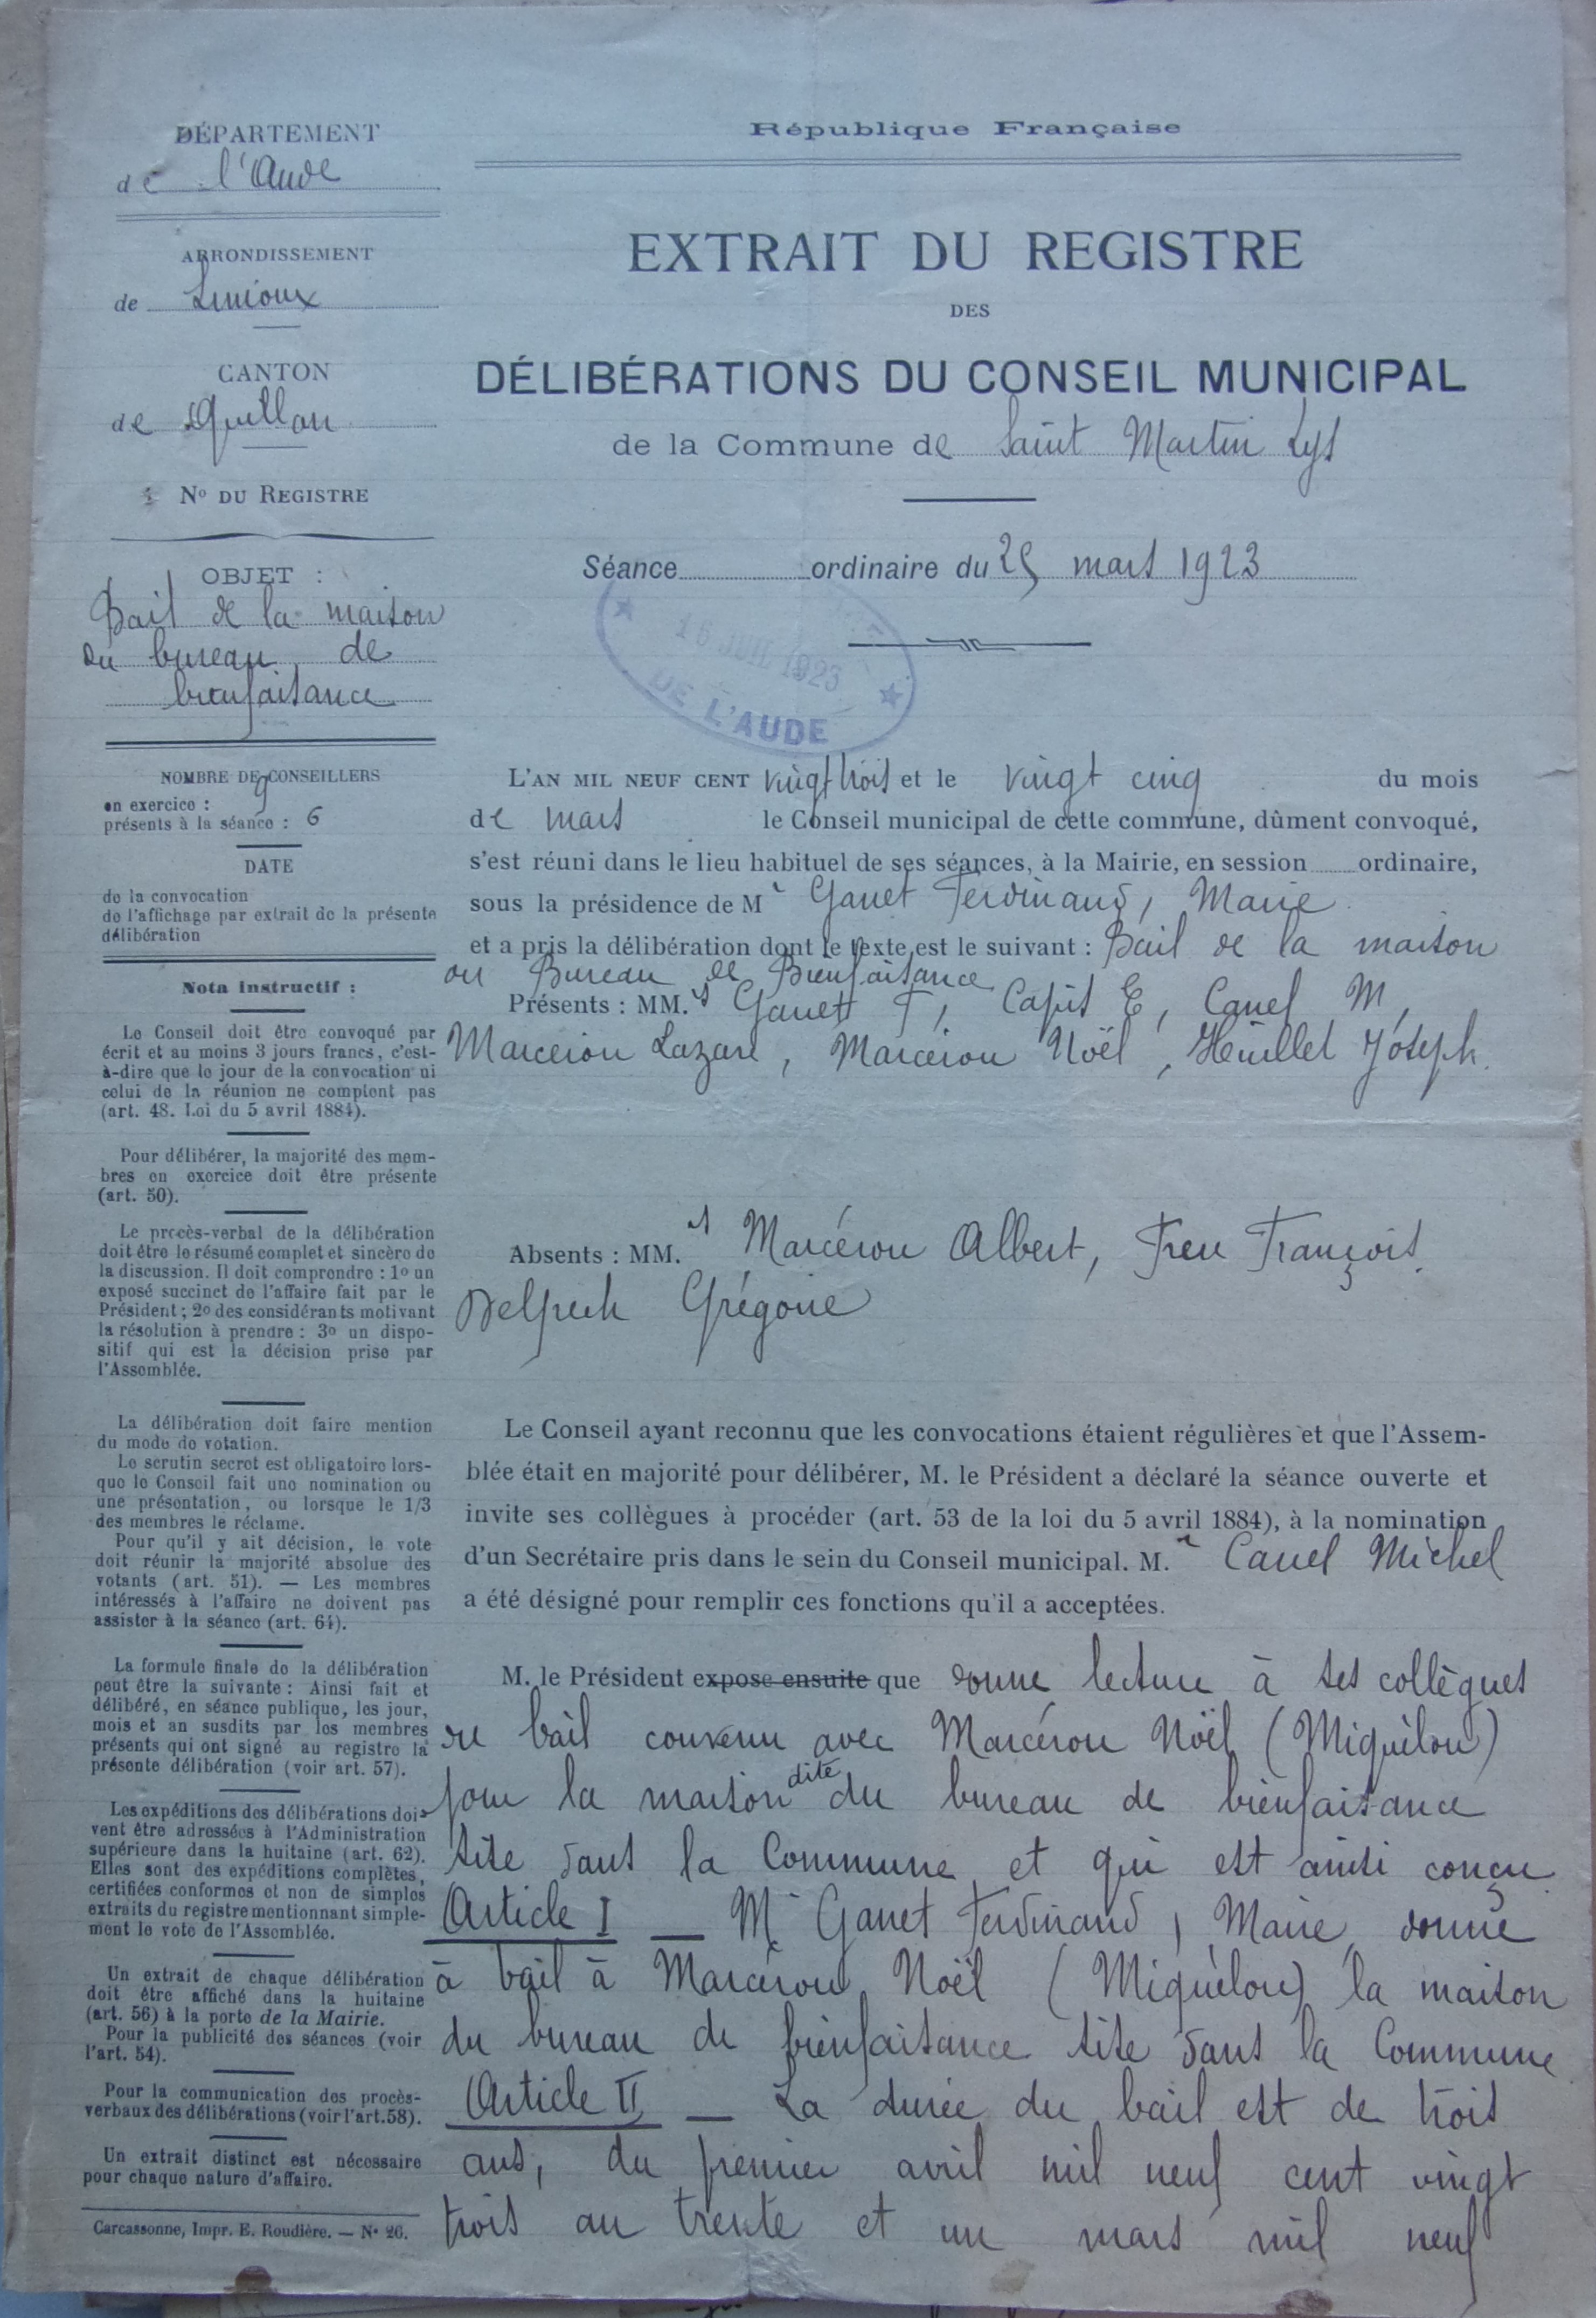 DÉPARTEMENT
de l'Aude
ARRONDISSEMENT
de Limoux
CANTON
de Quillan
No DU REGISTRE
OBJET :
Bail de la maison
du bureau de
bienfaisance
NOMBRE DE CONSEILLERS
en exercice : 9
présents à la séance : 6
DATE
de la convocation
de l'affichage par extrait de la présente
délibération
Nota instructif :
Le Conseil doit être convoqué par
écrit et au moins 3 jours francs, c'est-
à-dire que le jour de la convocation ni
celui de la réunion ne comptent pas
(art. 48. Loi du 5 avril 1884).
Pour délibérer, la majorité des mem-
bres en exercice doit être présente
(art. 50).
Le procès-verbal de la délibération
doit être le résumé complet et sincère de
la discussion. Il doit comprendre : 1o un
exposé succinct de l'affaire fait par le
Président ; 2o des considérants motivant
la résolution à prendre : 3o un dispo-
sitif qui est la décision prise par
l'Assemblée.
La délibération doit faire mention
du mode de votation.
Le scrutin secret est obligatoire lors-
que le Conseil fait une nomination ou
une présentation, ou lorsque le 1/3
des membres le réclame.
Pour qu'il y ait décision, le vote
doit réunir la majorité absolue des
votants (art. 51). — Les membres
intéressés à l'affaire ne doivent pas
assister à la séance (art. 64).
La formule finale de la délibération
peut être la suivante : Ainsi fait et
délibéré, en séance publique, les jour,
mois et an susdits par les membres
présents qui ont signé au registre la
présente délibération (voir art. 57).
Les expéditions des délibérations doi-
vent être adressées à l'Administration
supérieure dans la huitaine (art. 62).
Elles sont des expéditions complètes,
certifiées conformes et non de simples
extraits du registre mentionnant simple-
ment le vote de l'Assemblée.
Un extrait de chaque délibération
doit être affiché dans la huitaine
(art. 56) à la porte de la Mairie.
Pour la publicité des séances (voir
l'art. 54).
Pour la communication des procès-
verbaux des délibérations (voir l'art. 58).
Un extrait distinct est nécessaire
pour chaque nature d'affaire.
Carcassonne, Impr. E. Roudière. — No 26.
République Française
EXTRAIT DU REGISTRE
DES
DÉLIBÉRATIONS DU CONSEIL MUNICIPAL
de la Commune de Saint Martin Lys
Séance ordinaire du 25 mars 1923
16 JUIL 1923
DE L'AUDE
L'AN MIL NEUF CENT vingt trois et le vingt cinq du mois
de mars le Conseil municipal de cette commune, dûment convoqué,
s'est réuni dans le lieu habituel de ses séances, à la Mairie, en session ordinaire,
sous la présidence de Mr Ganet Ferdinand, Maire
et a pris la délibération dont le texte est le suivant : Bail de la maison
du Bureau de Bienfaisance
Présents : MM.rs Ganet F, Capis E, Canel M,
Marcerou Lazare, Marcerou Noël, Huillet Joseph.
Absents : MM.rs Marcérou Albert, Freu François.
Delpech Grégoire
Le Conseil ayant reconnu que les convocations étaient régulières et que l'Assem-
blée était en majorité pour délibérer, M. le Président a déclaré la séance ouverte et
invite ses collègues à procéder (art. 53 de la loi du 5 avril 1884), à la nomination
d'un Secrétaire pris dans le sein du Conseil municipal. M.r Canel Michel
a été désigné pour remplir ces fonctions qu'il a acceptées.
M. le Président expose ensuite que donne lecture à ses collègues
du bail convenu avec Marcérou Noël (Miquèlou)
pour la maison dite du bureau de bienfaisance
sise dans la Commune et qui est ainsi conçu
Article I — Mr Ganet Ferdinand, Maire, donne
à bail à Marcérou Noël (Miquèlou) la maison
du bureau de bienfaisance sise dans la Commune
Article II — La durée du bail est de trois
ans, du premier avril mil neuf cent vingt
trois au trente et un mars mil neuf